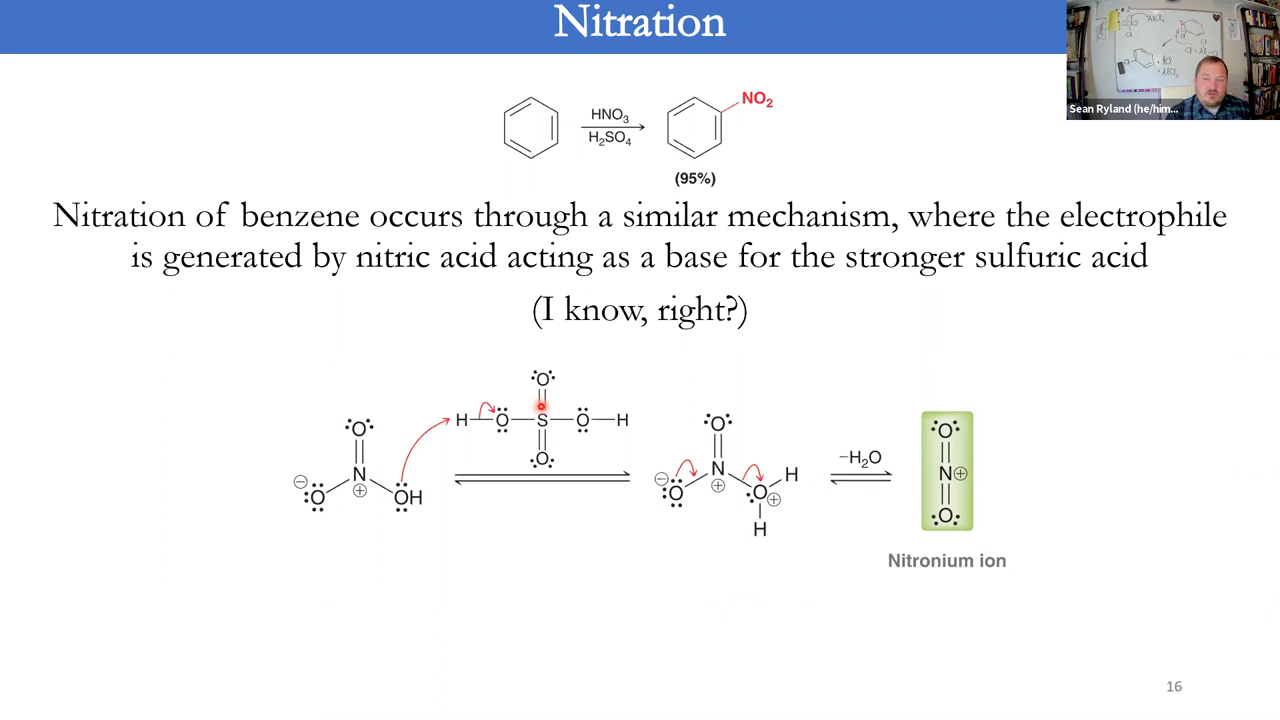 Nitration
Sean Ryland (he/him...
NO₂
HNO₃
H₂SO₄
(95%)
Nitration of benzene occurs through a similar mechanism, where the electrophile
is generated by nitric acid acting as a base for the stronger sulfuric acid
(I know, right?)
O
H O S O H
O
O
N
⊖ O ⊕ OH
O
N
⊖ O ⊕ O ⊕ H
H
−H₂O
O
N ⊕
O
Nitronium ion
16